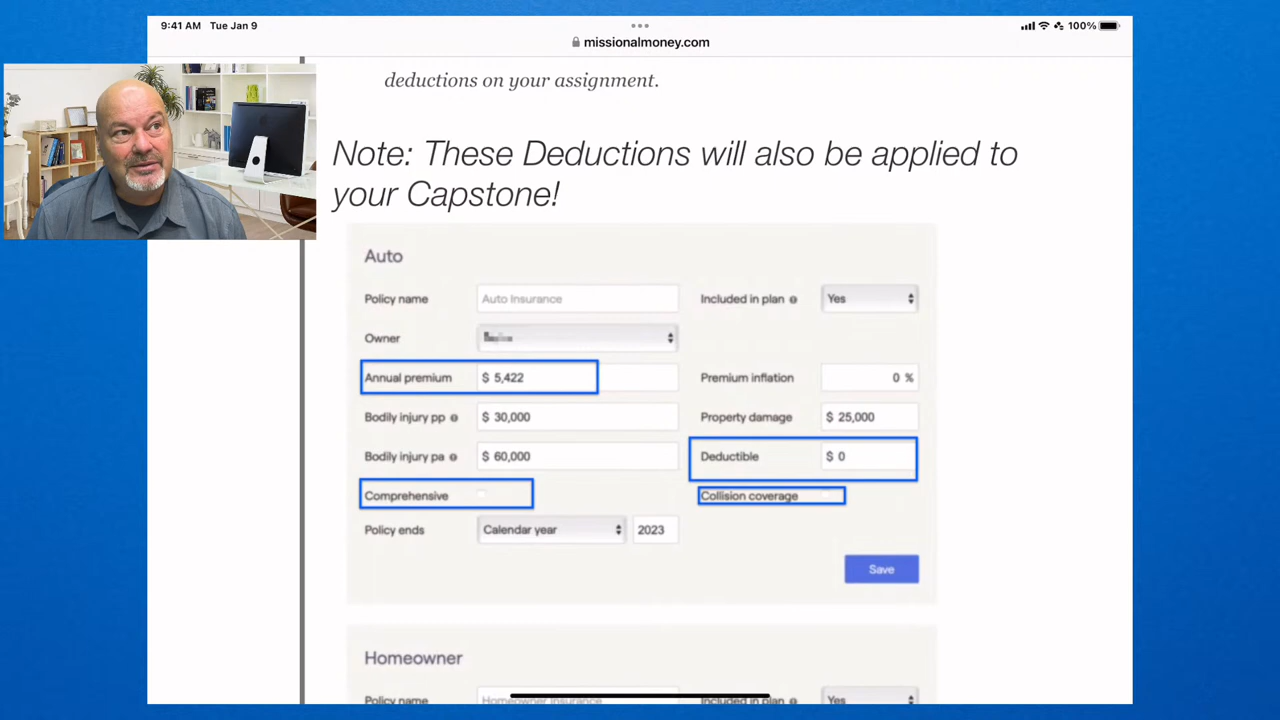 9:41 AM Tue Jan 9
100%
missionalmoney.com
deductions on your assignment.
Note: These Deductions will also be applied to
your Capstone!
Auto
Policy name Auto Insurance Included in plan Yes
Owner
Annual premium $ 5,422 Premium inflation 0 %
Bodily injury pp $ 30,000 Property damage $ 25,000
Bodily injury pa $ 60,000 Deductible $ 0
Comprehensive Collision coverage
Policy ends Calendar year 2023
Save
Homeowner
Policy name Homeowner Insurance Included in plan Yes